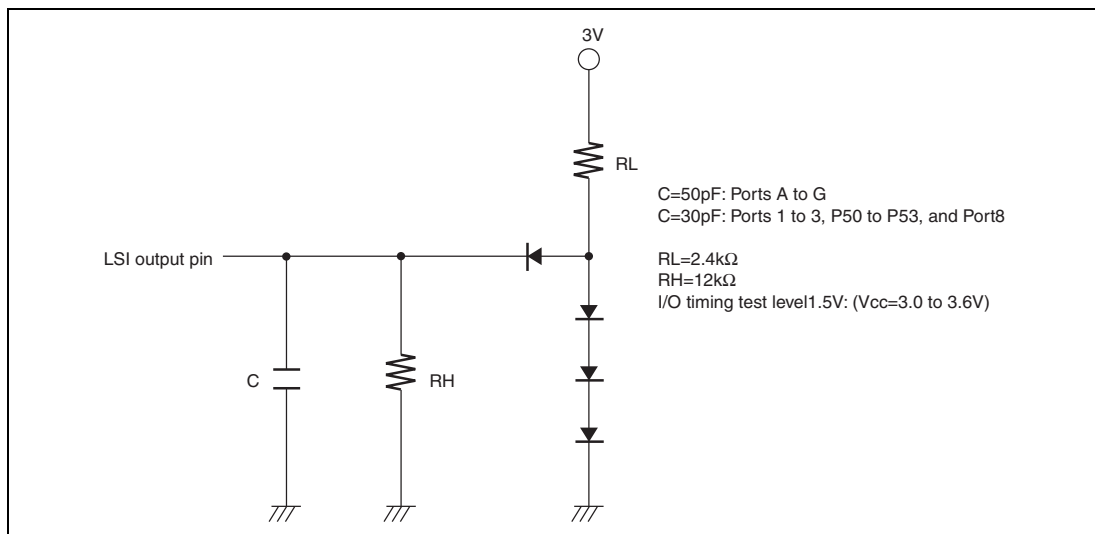 3V
RL
C=50pF: Ports A to G
C=30pF: Ports 1 to 3, P50 to P53, and Port8
LSI output pin
RL=2.4kΩ
RH=12kΩ
I/O timing test level1.5V: (Vcc=3.0 to 3.6V)
C
RH